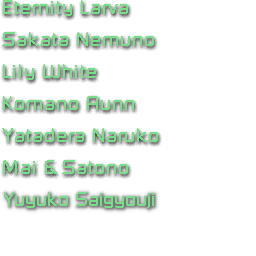 Eternity Larva
Sakata Nemuno
Lily White
Komano Aunn
Yatadera Naruko
Mai & Satono
Yuyuko Saigyouji